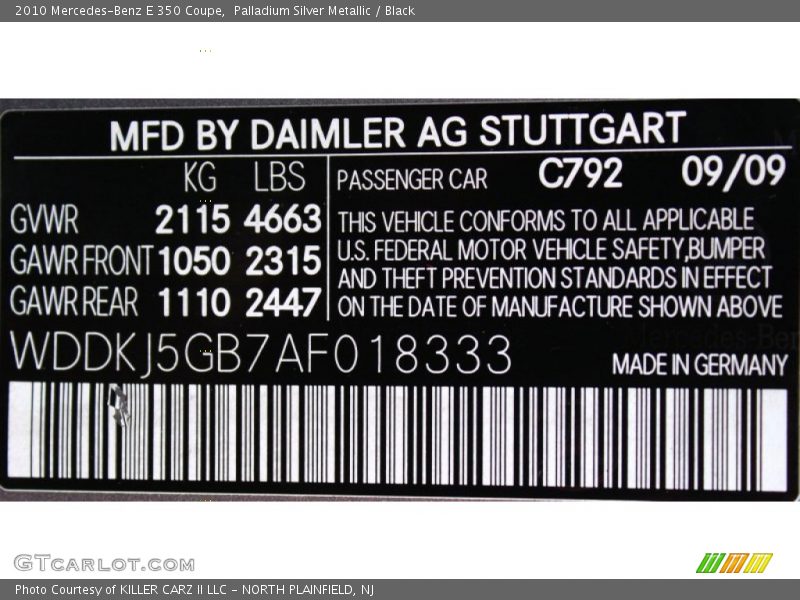 2010 Mercedes-Benz E 350 Coupe, Palladium Silver Metallic / Black
MFD BY DAIMLER AG STUTTGART
KG LBS
GVWR 2115 4663
GAWR FRONT 1050 2315
GAWR REAR 1110 2447
PASSENGER CAR C792 09/09
THIS VEHICLE CONFORMS TO ALL APPLICABLE
U.S. FEDERAL MOTOR VEHICLE SAFETY,BUMPER
AND THEFT PREVENTION STANDARDS IN EFFECT
ON THE DATE OF MANUFACTURE SHOWN ABOVE
WDDKJ5GB7AF018333
MADE IN GERMANY
GTcarlot.com
Photo Courtesy of KILLER CARZ II LLC - NORTH PLAINFIELD, NJ